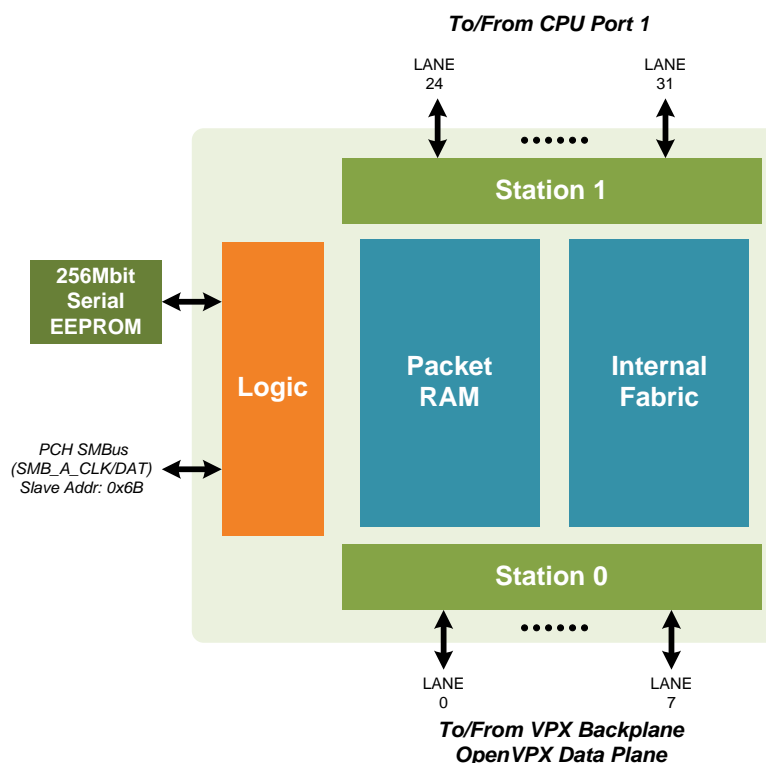 To/From CPU Port 1
LANE
24
LANE
31
Station 1
256Mbit
Serial
EEPROM
Logic
Packet
RAM
Internal
Fabric
PCH SMBus
(SMB_A_CLK/DAT)
Slave Addr: 0x6B
Station 0
LANE
0
LANE
7
To/From VPX Backplane
OpenVPX Data Plane